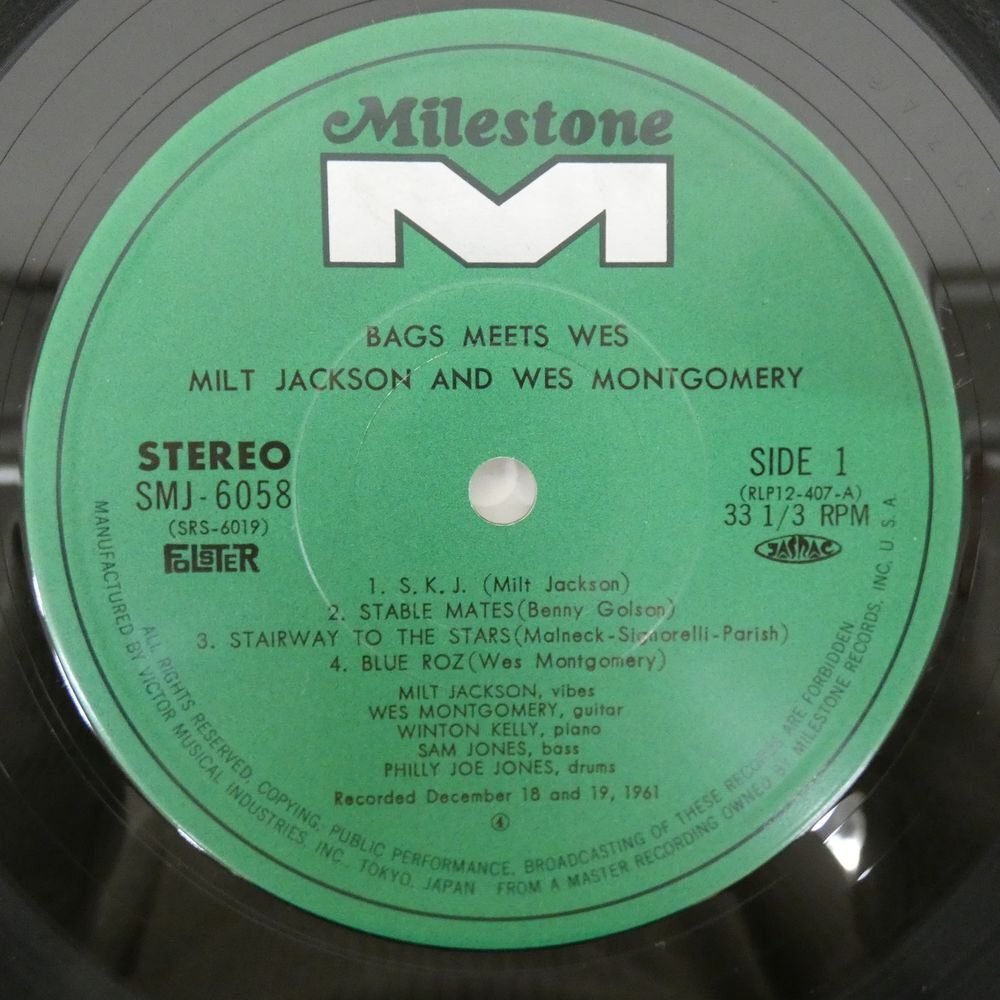 Milestone
BAGS MEETS WES
MILT JACKSON AND WES MONTGOMERY
STEREO
SMJ-6058
(SRS-6019)
FOLSTER
SIDE 1
(RLP12-407-A)
33 1/3 RPM
JASRAC
1. S. K. J. (Milt Jackson)
2. STABLE MATES (Benny Golson)
3. STAIRWAY TO THE STARS (Malneck-Signorelli-Parish)
4. BLUE ROZ (Wes Montgomery)
MILT JACKSON, vibes
WES MONTGOMERY, guitar
WINTON KELLY, piano
SAM JONES, bass
PHILLY JOE JONES, drums
Recorded December 18 and 19, 1961
④
ALL RIGHTS RESERVED. COPYING, PUBLIC PERFORMANCE, BROADCASTING OF THESE RECORDS ARE FORBIDDEN
MANUFACTURED BY VICTOR MUSICAL INDUSTRIES, INC., TOKYO, JAPAN FROM A MASTER RECORDING OWNED BY MILESTONE RECORDS, INC. U.S.A.